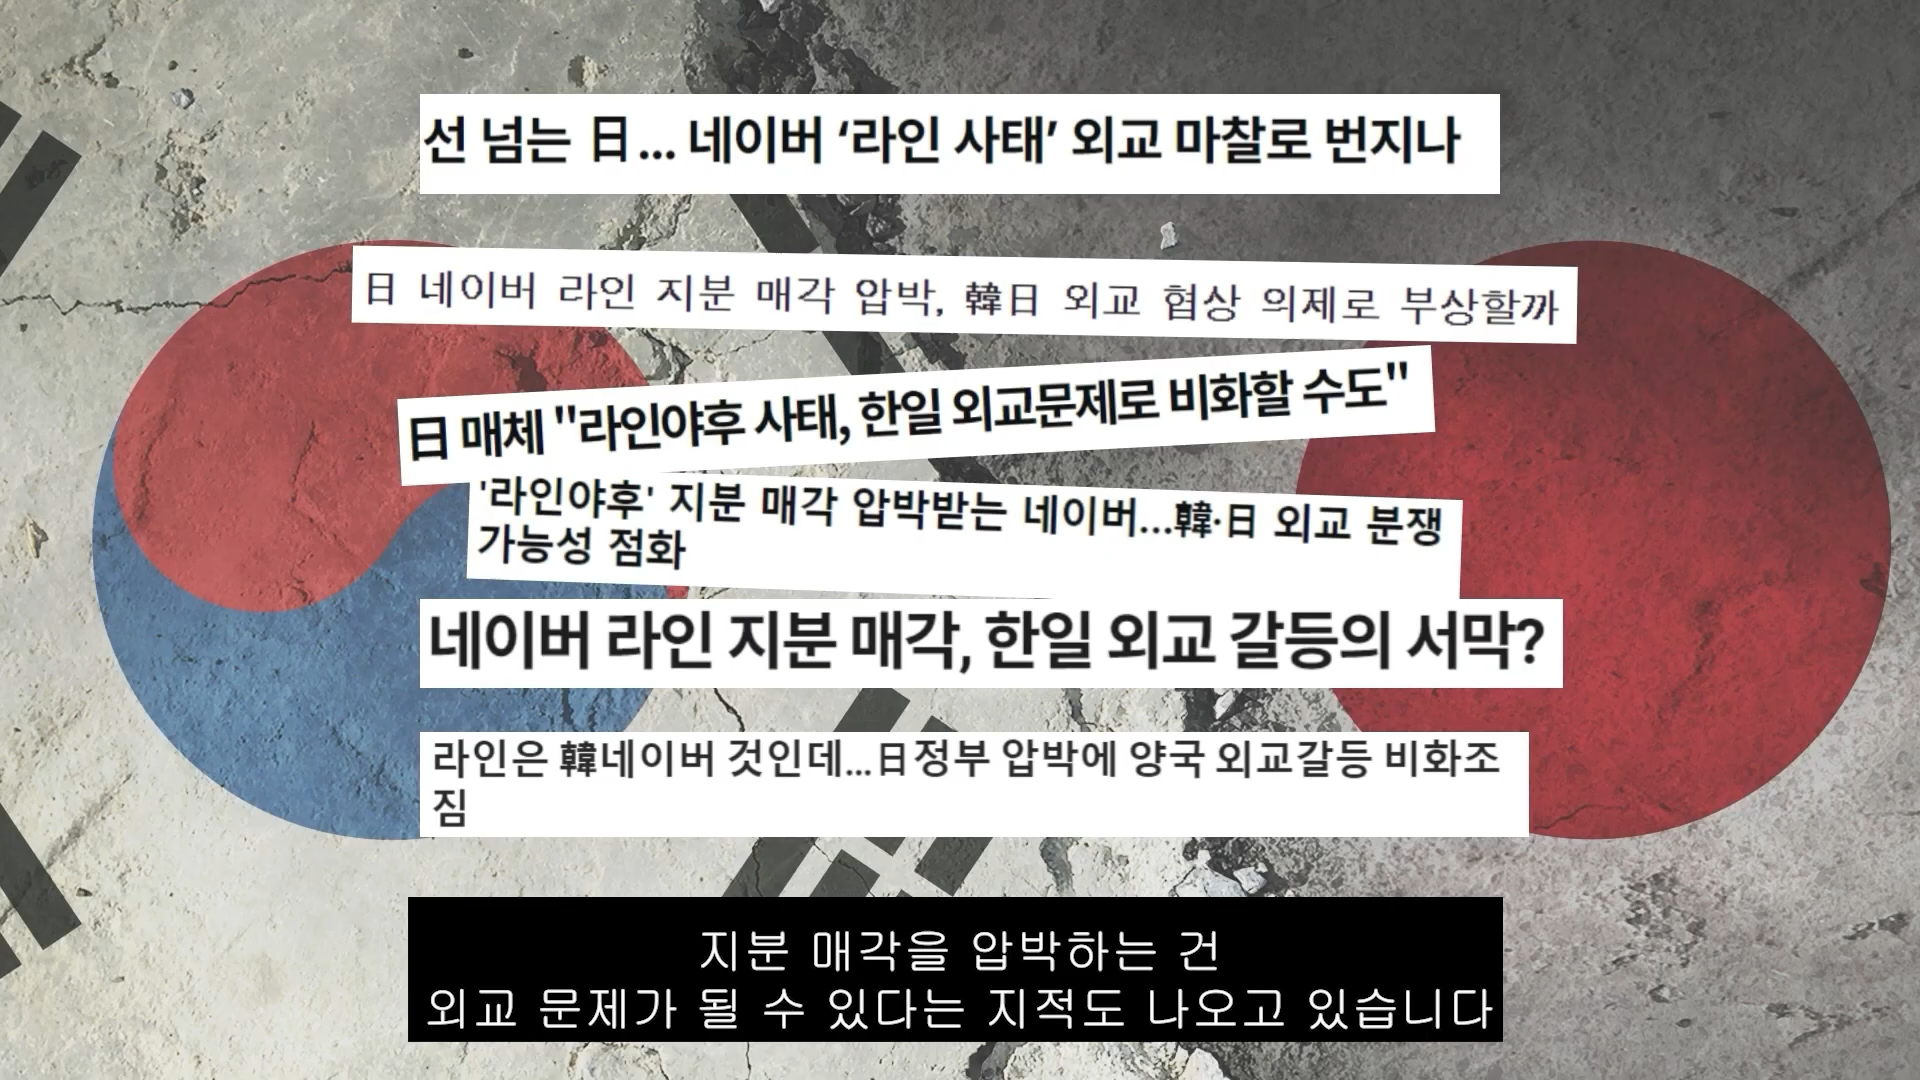 선 넘는 日... 네이버 ‘라인 사태’ 외교 마찰로 번지나
日 네이버 라인 지분 매각 압박, 韓日 외교 협상 의제로 부상할까
日 매체 "라인야후 사태, 한일 외교문제로 비화할 수도"
'라인야후' 지분 매각 압박받는 네이버...韓·日 외교 분쟁
가능성 점화
네이버 라인 지분 매각, 한일 외교 갈등의 서막?
라인은 韓네이버 것인데...日정부 압박에 양국 외교갈등 비화조
짐
지분 매각을 압박하는 건
외교 문제가 될 수 있다는 지적도 나오고 있습니다